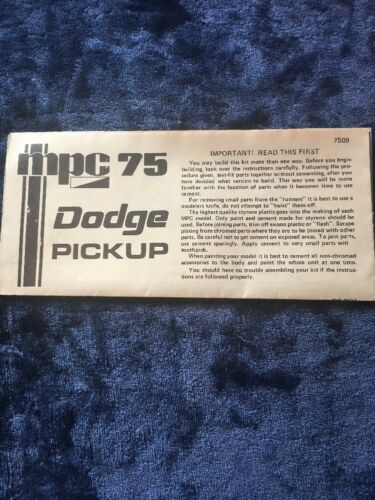 7509
mpc 75
Dodge
PICKUP
IMPORTANT! READ THIS FIRST
You may build this kit more than one way. Before you begin
building, look over the instructions carefully. Following the pro-
cedure given, test-fit parts together without cementing, after you
have decided what version to build. This way you will be more
familiar with the location of parts when it becomes time to use
cement.
For removing small parts from the "runners" it is best to use a
modelers knife, do not attempt to "twist" them off.
The highest quality styrene plastic goes into the making of each
MPC model. Only paint and cement made for styrene should be
used. Before joining parts, trim off excess plastic or "flash". Scrape
plating from chromed parts where they are to be joined with other
parts. Be careful not to get cement on exposed areas. To join parts,
use cement sparingly. Apply cement to very small parts with
toothpick.
When painting your model it is best to cement all non-chromed
accessories to the body and paint the whole unit at one time.
You should have no trouble assembling your kit if the instruc-
tions are followed properly.